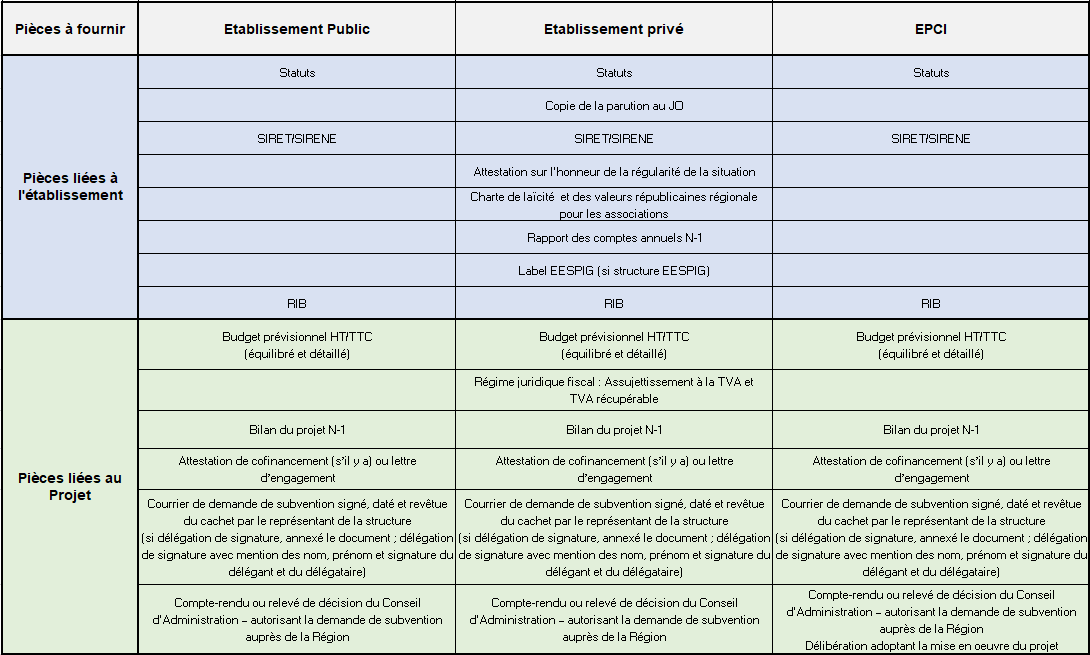 Pièces à fournir
Etablissement Public
Etablissement privé
EPCI
Pièces liées à
l'établissement
Statuts
Statuts
Statuts
Copie de la parution au JO
SIRET/SIRENE
SIRET/SIRENE
SIRET/SIRENE
Attestation sur l'honneur de la régularité de la situation
Charte de laïcité et des valeurs républicaines régionale
pour les associations
Rapport des comptes annuels N-1
Label EESPIG (si structure EESPIG)
RIB
RIB
RIB
Pièces liées au
Projet
Budget prévisionnel HT/TTC
(équilibré et détaillé)
Budget prévisionnel HT/TTC
(équilibré et détaillé)
Budget prévisionnel HT/TTC
(équilibré et détaillé)
Régime juridique fiscal : Assujettissement à la TVA et
TVA récupérable
Bilan du projet N-1
Bilan du projet N-1
Bilan du projet N-1
Attestation de cofinancement (s'il y a) ou lettre
d'engagement
Attestation de cofinancement (s'il y a) ou lettre
d'engagement
Attestation de cofinancement (s'il y a) ou lettre
d'engagement
Courrier de demande de subvention signé, daté et revêtue
du cachet par le représentant de la structure
(si délégation de signature, annexé le document ; délégation
de signature avec mention des nom, prénom et signature du
délégant et du délégataire)
Courrier de demande de subvention signé, daté et revêtue
du cachet par le représentant de la structure
(si délégation de signature, annexé le document ; délégation
de signature avec mention des nom, prénom et signature du
délégant et du délégataire)
Courrier de demande de subvention signé, daté et revêtue
du cachet par le représentant de la structure
(si délégation de signature, annexé le document ; délégation
de signature avec mention des nom, prénom et signature du
délégant et du délégataire)
Compte-rendu ou relevé de décision du Conseil
d'Administration – autorisant la demande de subvention
auprès de la Région
Compte-rendu ou relevé de décision du Conseil
d'Administration – autorisant la demande de subvention
auprès de la Région
Compte-rendu ou relevé de décision du Conseil
d'Administration – autorisant la demande de subvention
auprès de la Région
Délibération adoptant la mise en oeuvre du projet